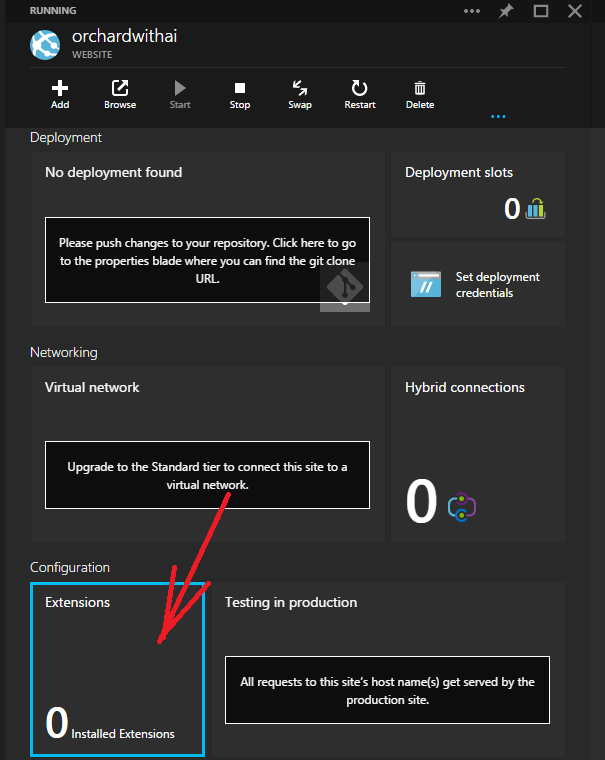 RUNNING
orchardwithai
WEBSITE
Add Browse Start Stop Swap Restart Delete
Deployment
No deployment found
Please push changes to your repository. Click here to go
to the properties blade where you can find the git clone
URL.
Deployment slots
0
Set deployment
credentials
Networking
Virtual network
Upgrade to the Standard tier to connect this site to a
virtual network.
Hybrid connections
0
Configuration
Extensions
0 Installed Extensions
Testing in production
All requests to this site's host name(s) get served by the
production site.